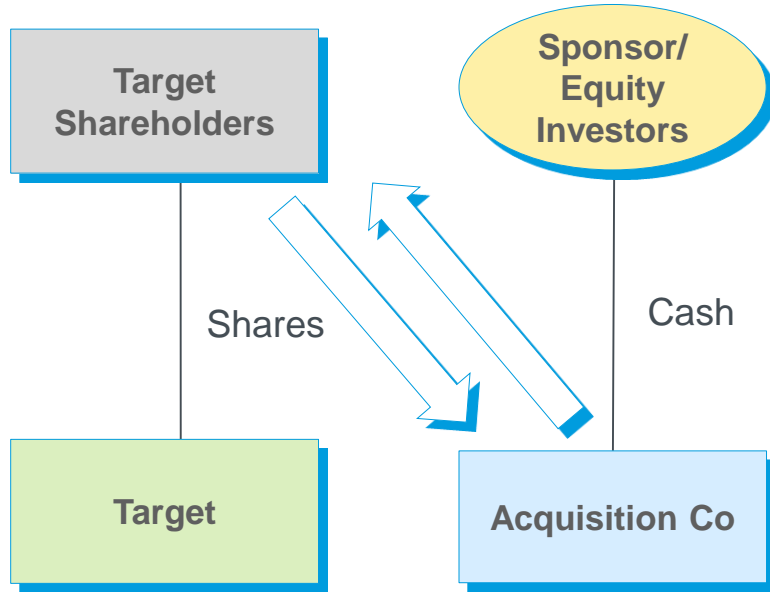 Target
Shareholders
Sponsor/
Equity
Investors
Shares
Cash
Target
Acquisition Co